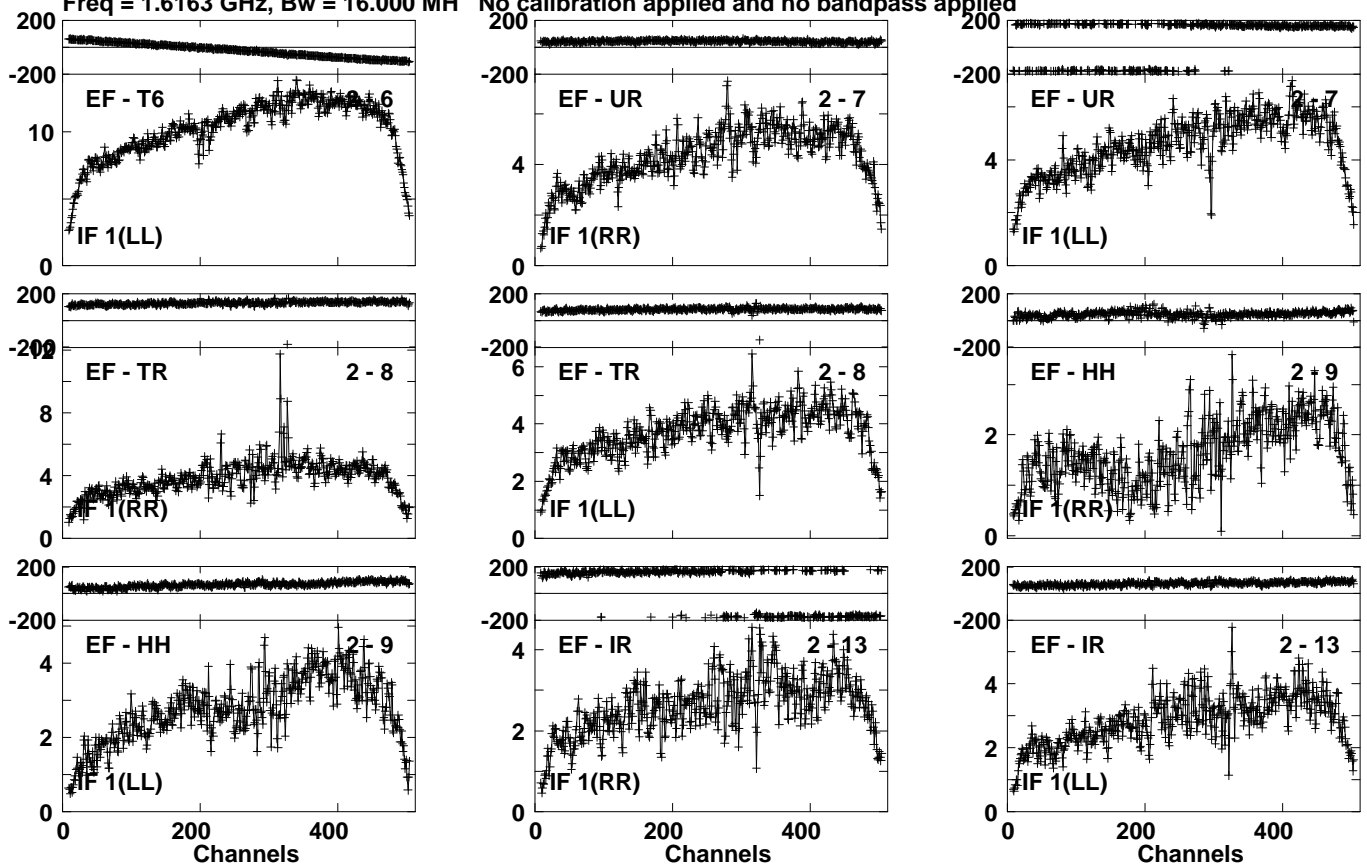 Freq = 1.6163 GHz, Bw = 16.000 MH No calibration applied and no bandpass applied
200
200
200
-200
-200
-200
EF - T6
6
EF - UR
2 - 7
EF - UR
2 - 7
10
4
4
IF 1(LL)
IF 1(RR)
IF 1(LL)
0
0
0
200
200
200
-200
-200
-200
12
EF - TR
2 - 8
EF - TR
2 - 8
EF - HH
2 - 9
6
8
4
2
4
2
IF 1(RR)
IF 1(LL)
IF 1(RR)
0
0
0
200
200
200
-200
-200
-200
EF - HH
2 - 9
EF - IR
2 - 13
EF - IR
2 - 13
4
4
4
2
2
2
IF 1(LL)
IF 1(RR)
IF 1(LL)
0
0
0
0 200 400
0 200 400
0 200 400
Channels
Channels
Channels